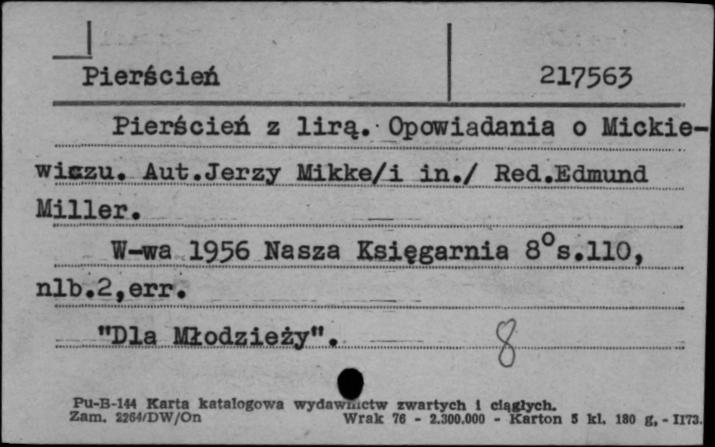 Pierścień 217563
Pierścień z lirą. Opowiadania o Mickie-
wiczu. Aut.Jerzy Mikke/i in./ Red.Edmund
Miller.
W-wa 1956 Nasza Księgarnia 8°s.110,
nlb.2,err.
"Dla Młodzieży". 8
Pu-B-144 Karta katalogowa wydawnictw zwartych i ciągłych.
Zam. 2264/DW/On Wrak 76 - 2.300.000 - Karton 5 kl. 180 g, - II73.